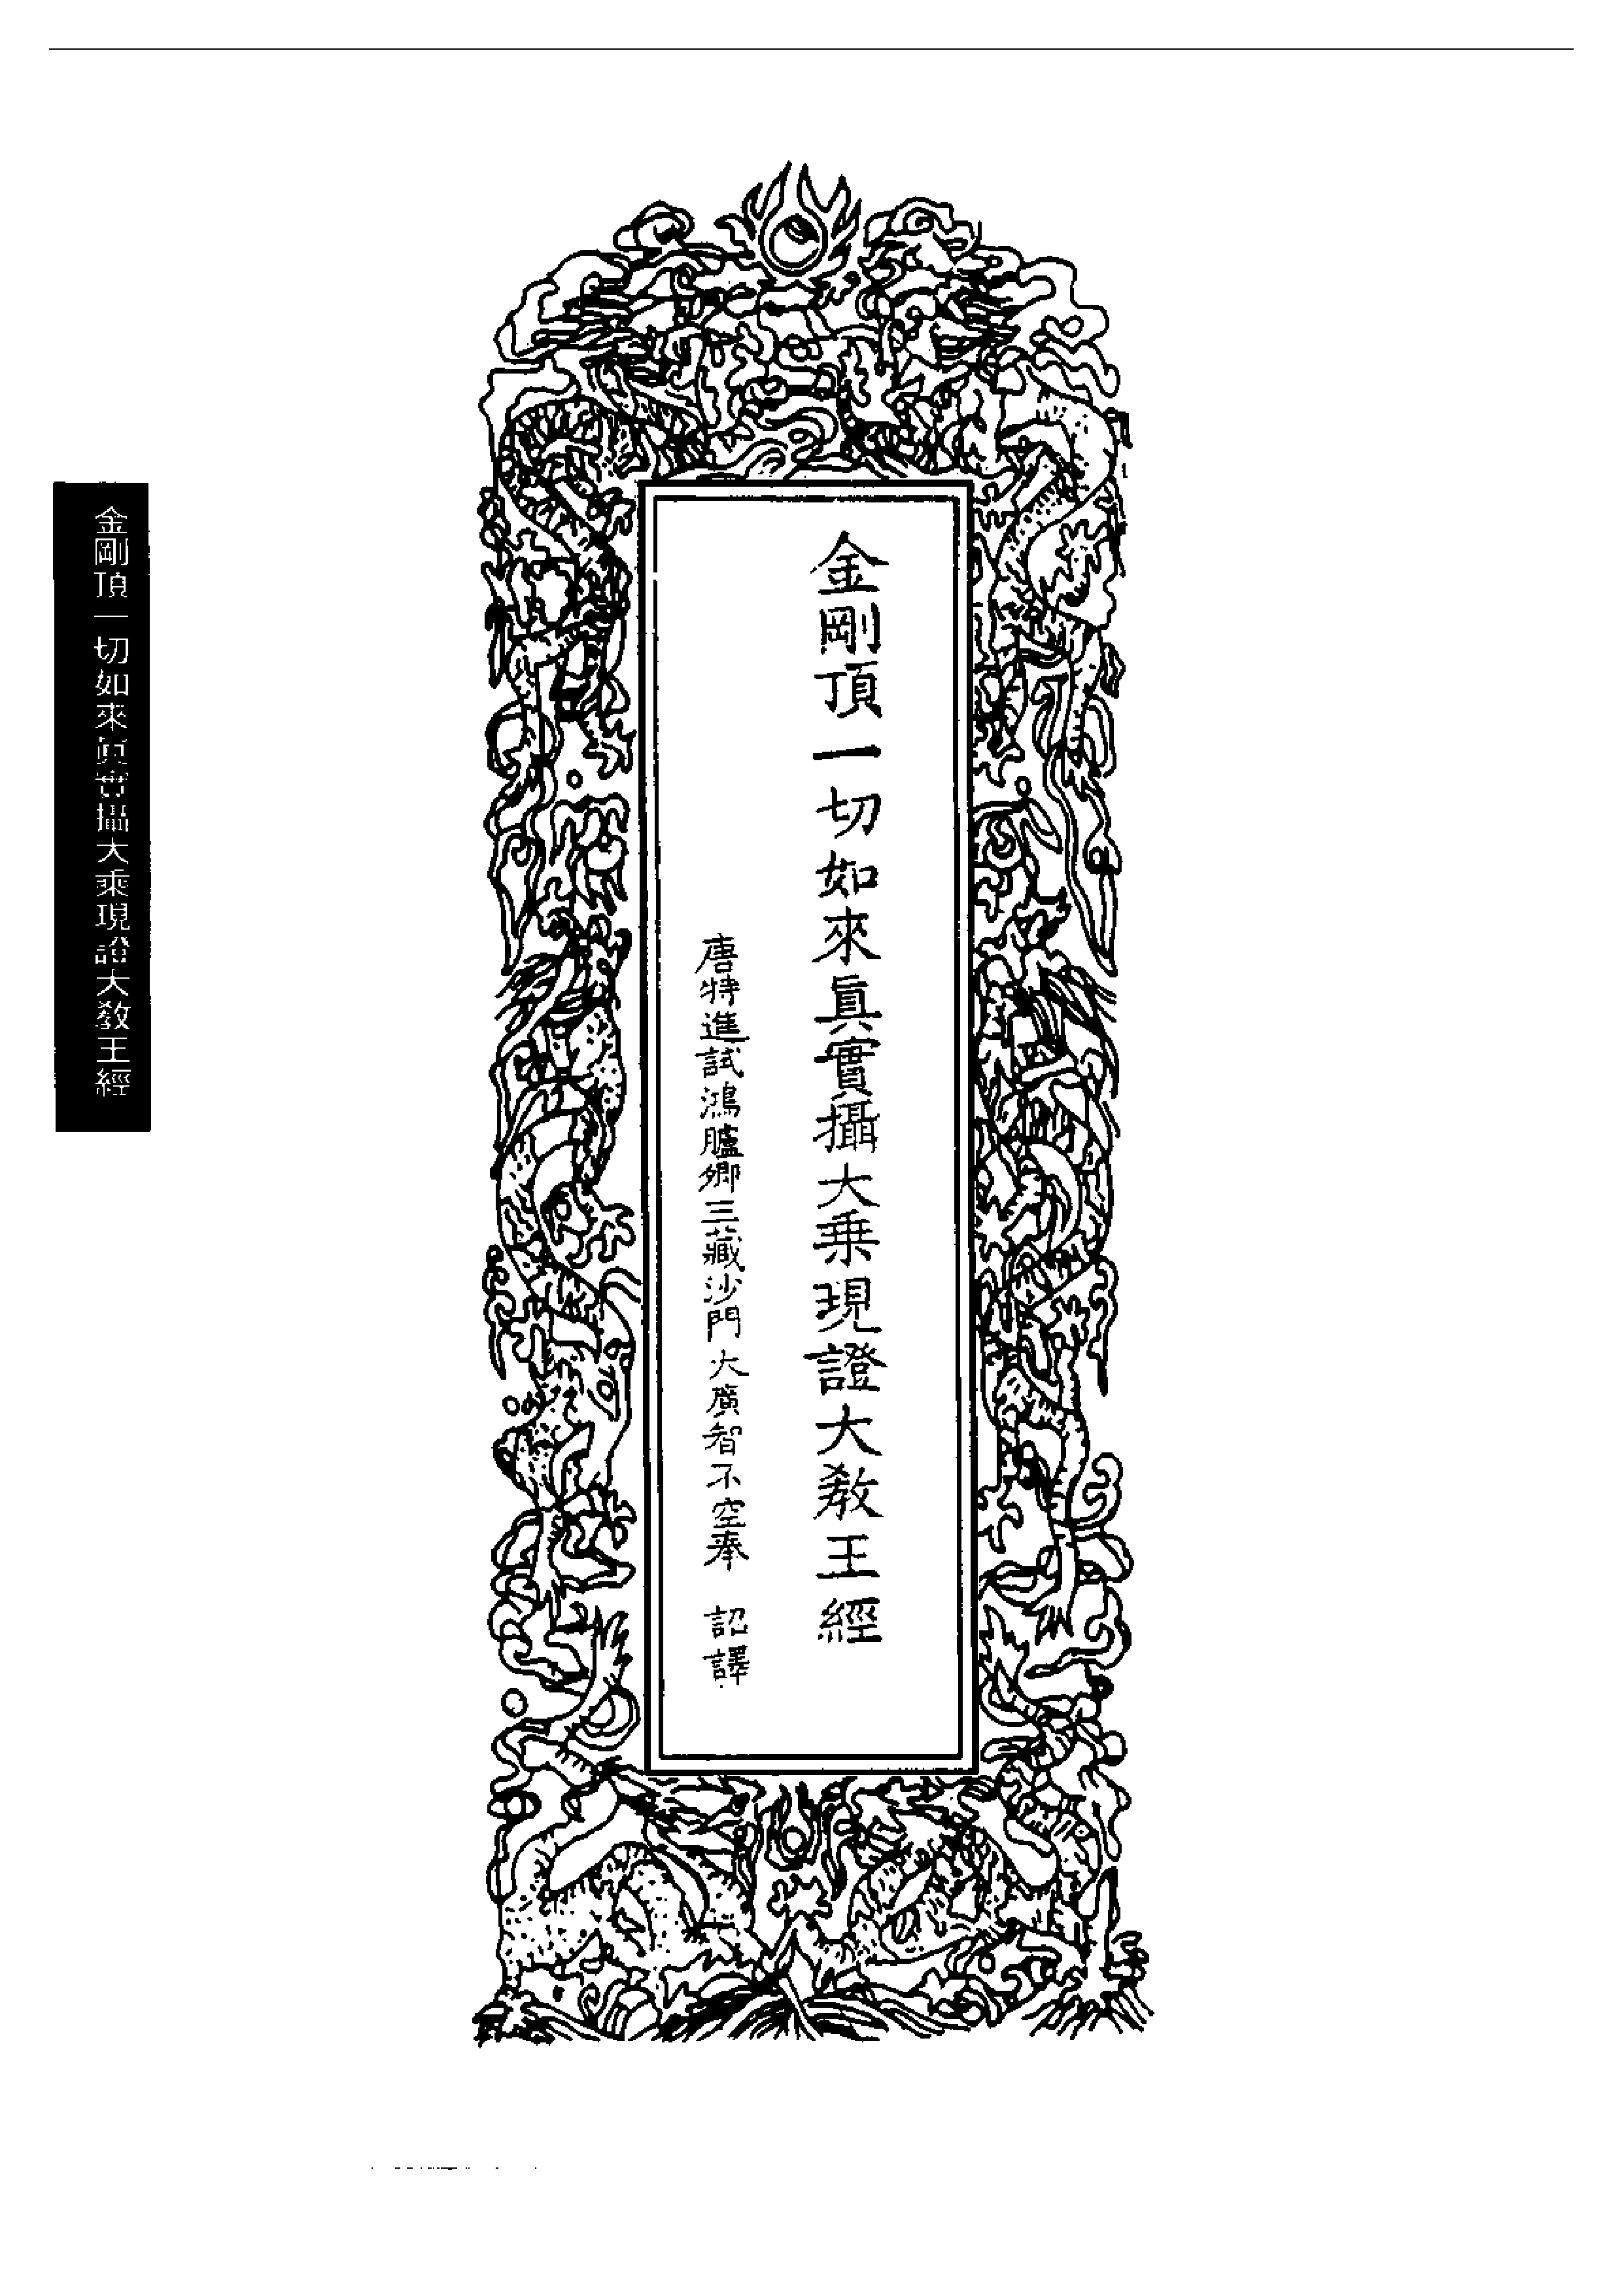 金剛頂一切如來眞實攝大乘現證大敎王經
唐特進試鴻臚卿三藏沙門大廣智不空奉　詔譯
金剛頂一切如來眞實攝大乘現證大敎王經